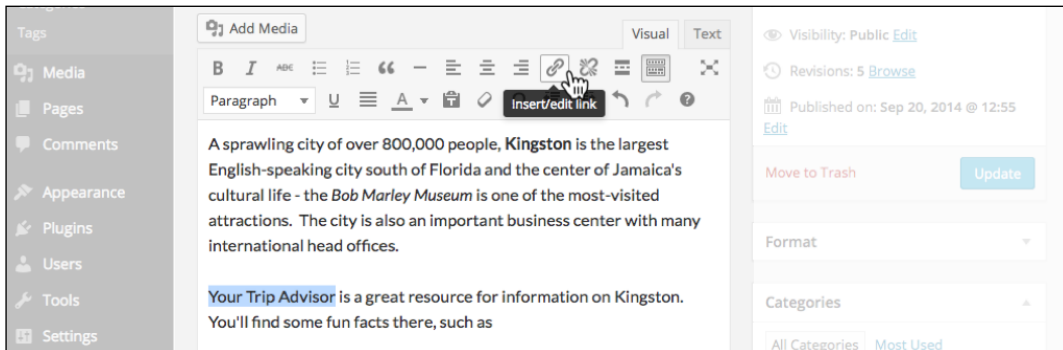 Tags
Media
Pages
Comments
Appearance
Plugins
Users
Tools
Settings
Add Media
Visual
Text
B I ABC
Paragraph
U
A
Insert/edit link
A sprawling city of over 800,000 people, Kingston is the largest
English-speaking city south of Florida and the center of Jamaica's
cultural life - the Bob Marley Museum is one of the most-visited
attractions. The city is also an important business center with many
international head offices.
Your Trip Advisor is a great resource for information on Kingston.
You'll find some fun facts there, such as
Visibility: Public Edit
Revisions: 5 Browse
Published on: Sep 20, 2014 @ 12:55
Edit
Move to Trash
Update
Format
Categories
All Categories
Most Used